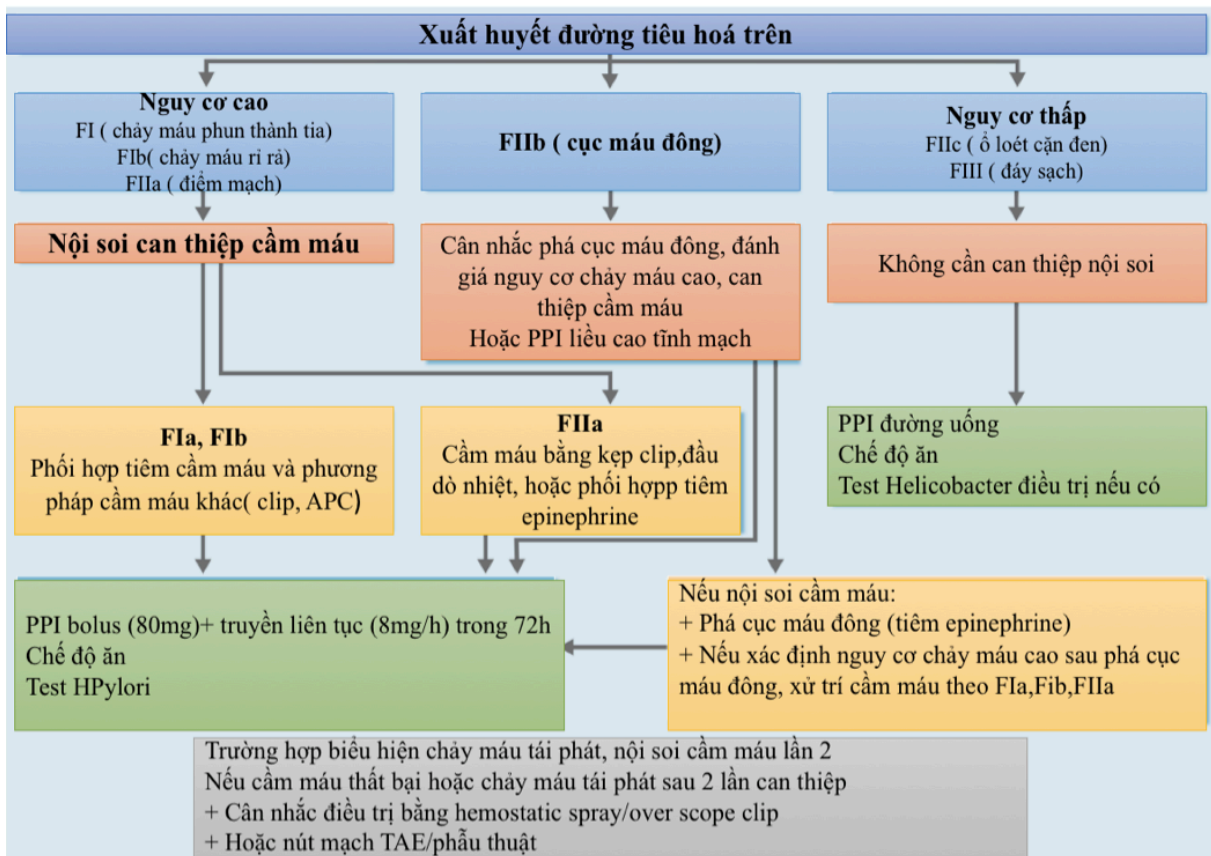 Xuất huyết đường tiêu hoá trên
Nguy cơ cao
FI ( chảy máu phun thành tia)
FIb( chảy máu rỉ rả)
FIIa ( điểm mạch)
FIIb ( cục máu đông)
Nguy cơ thấp
FIIc ( ổ loét cặn đen)
FIII ( đáy sạch)
Nội soi can thiệp cầm máu
Cân nhắc phá cục máu đông, đánh
giá nguy cơ chảy máu cao, can
thiệp cầm máu
Hoặc PPI liều cao tĩnh mạch
Không cần can thiệp nội soi
FIa, FIb
Phối hợp tiêm cầm máu và phương
pháp cầm máu khác( clip, APC)
FIIa
Cầm máu bằng kẹp clip,đầu
dò nhiệt, hoặc phối hợpp tiêm
epinephrine
PPI đường uống
Chế độ ăn
Test Helicobacter điều trị nếu có
PPI bolus (80mg)+ truyền liên tục (8mg/h) trong 72h
Chế độ ăn
Test HPylori
Nếu nội soi cầm máu:
+ Phá cục máu đông (tiêm epinephrine)
+ Nếu xác định nguy cơ chảy máu cao sau phá cục
máu đông, xử trí cầm máu theo FIa,Fib,FIIa
Trường hợp biểu hiện chảy máu tái phát, nội soi cầm máu lần 2
Nếu cầm máu thất bại hoặc chảy máu tái phát sau 2 lần can thiệp
+ Cân nhắc điều trị bằng hemostatic spray/over scope clip
+ Hoặc nút mạch TAE/phẫu thuật